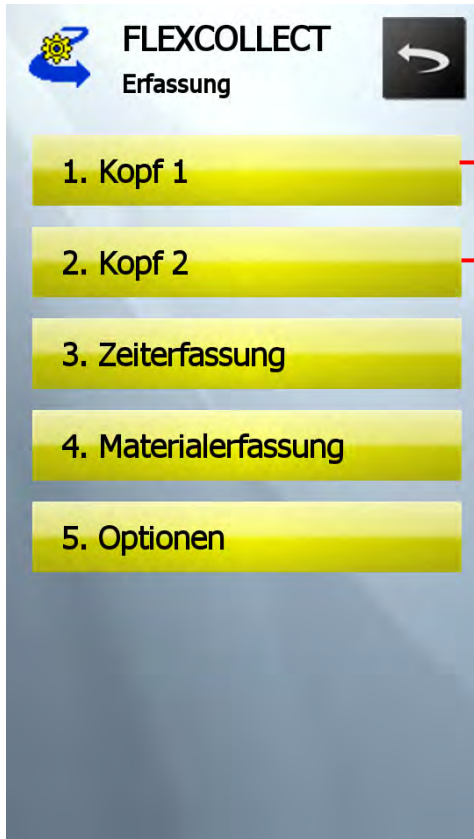 FLEXCOLLECT
Erfassung
1. Kopf 1
2. Kopf 2
3. Zeiterfassung
4. Materialerfassung
5. Optionen